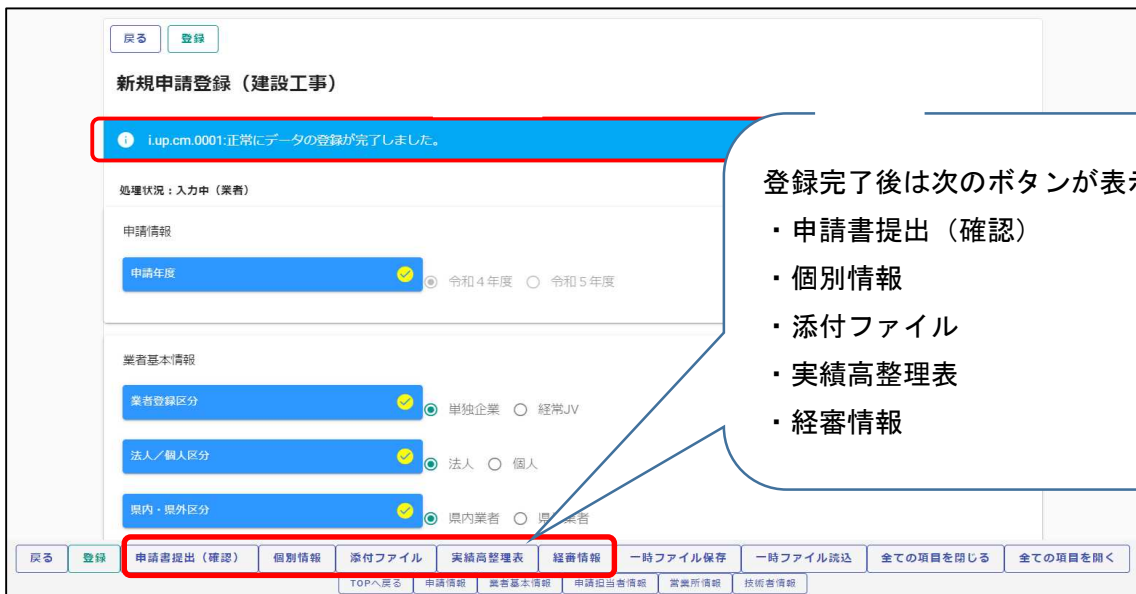 戻る 登録
新規申請登録（建設工事）
i.up.cm.0001:正常にデータの登録が完了しました。
処理状況：入力中（業者）
申請情報
申請年度 令和４年度 令和５年度
業者基本情報
業者登録区分 単独企業 経常JV
法人／個人区分 法人 個人
県内・県外区分 県内業者 県 業者
登録完了後は次のボタンが表
・申請書提出（確認）
・個別情報
・添付ファイル
・実績高整理表
・経審情報
戻る 登録 申請書提出（確認） 個別情報 添付ファイル 実績高整理表 経審情報 一時ファイル保存 一時ファイル読込 全ての項目を閉じる 全ての項目を開く
TOPへ戻る 申請情報 業者基本情報 申請担当者情報 営業所情報 技術者情報